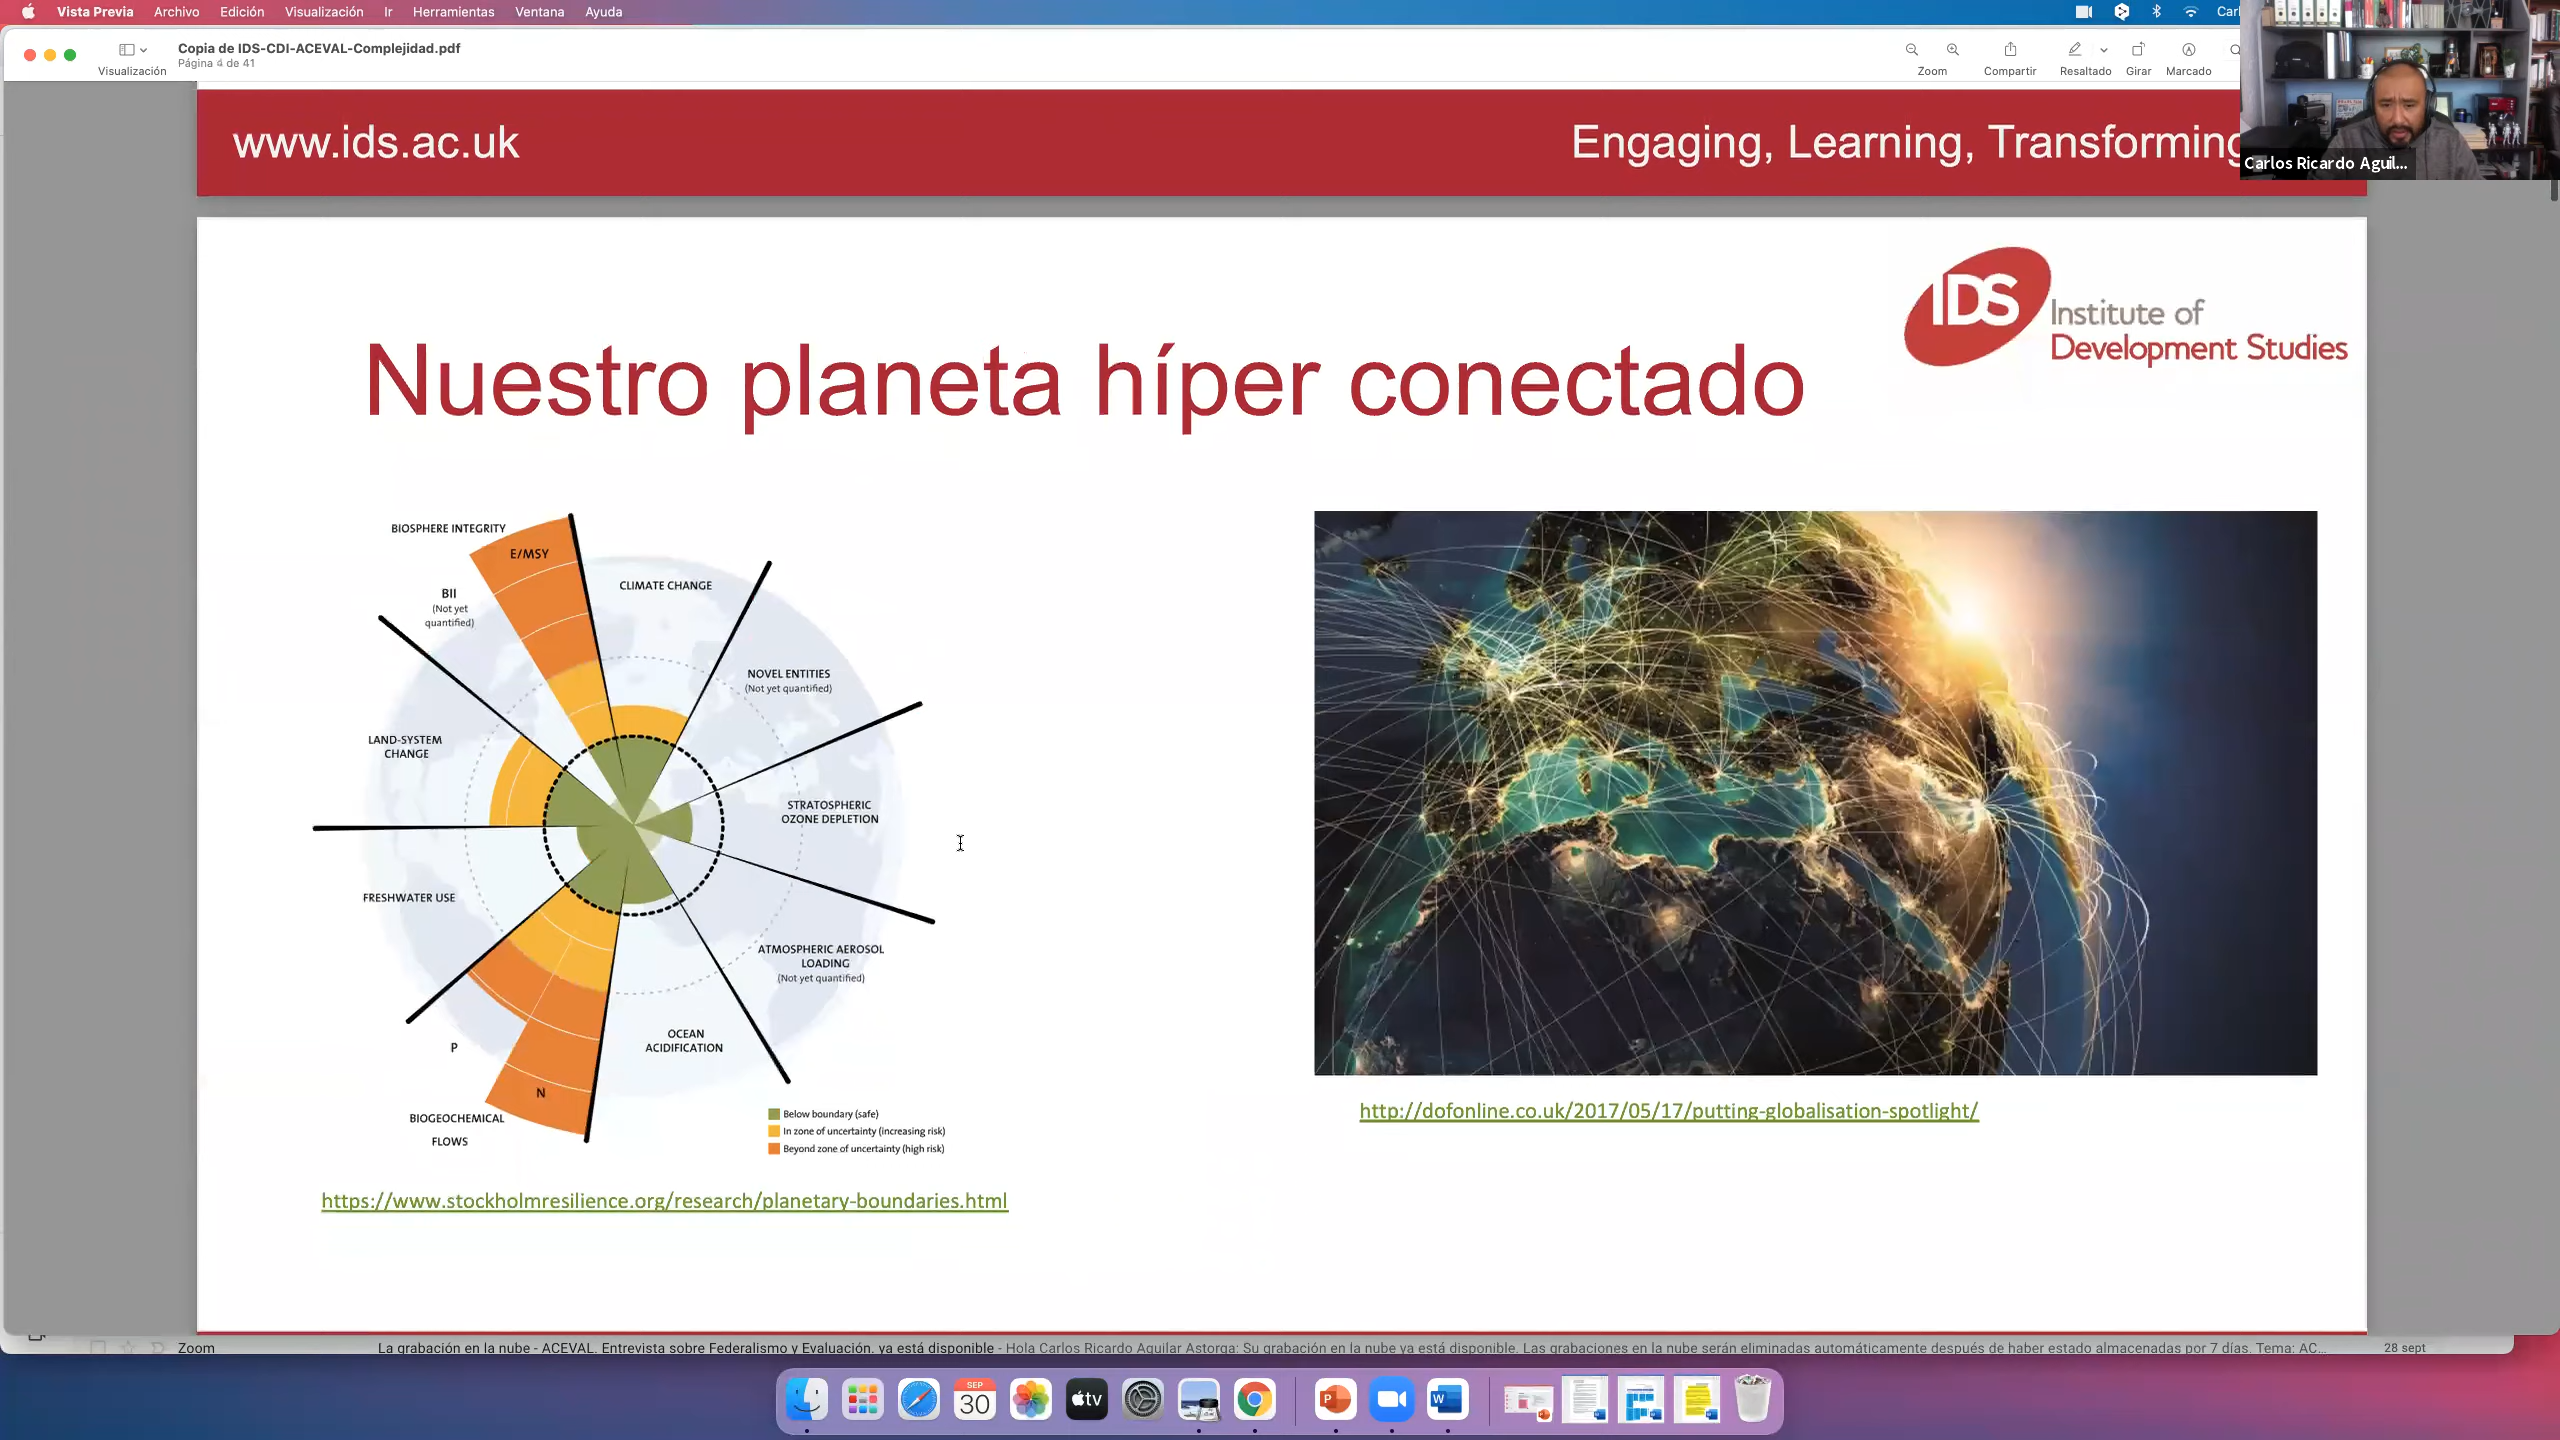 Vista Previa Archivo Edición Visualización Ir Herramientas Ventana Ayuda
Copia de IDS-CDI-ACEVAL-Complejidad.pdf
Página 4 de 41
Visualización
Zoom Compartir Resaltado Girar Marcado
Carlos Ricardo Aguil...
www.ids.ac.uk
Engaging, Learning, Transforming
IDS
Institute of
Development Studies
Nuestro planeta híper conectado
BIOSPHERE INTEGRITY
E/MSY
BII
(Not yet
quantified)
CLIMATE CHANGE
NOVEL ENTITIES
(Not yet quantified)
LAND-SYSTEM
CHANGE
STRATOSPHERIC
OZONE DEPLETION
FRESHWATER USE
ATMOSPHERIC AEROSOL
LOADING
(Not yet quantified)
OCEAN
ACIDIFICATION
P
N
BIOGEOCHEMICAL
FLOWS
Below boundary (safe)
In zone of uncertainty (increasing risk)
Beyond zone of uncertainty (high risk)
https://www.stockholmresilience.org/research/planetary-boundaries.html
http://dofonline.co.uk/2017/05/17/putting-globalisation-spotlight/
Zoom La grabación en la nube - ACEVAL. Entrevista sobre Federalismo y Evaluación. ya está disponible - Hola Carlos Ricardo Aguilar Astorga: Su grabación en la nube ya está disponible. Las grabaciones en la nube serán eliminadas automáticamente después de haber estado almacenadas por 7 días. Tema: AC... 28 sept
SEP
30
tv
P
W